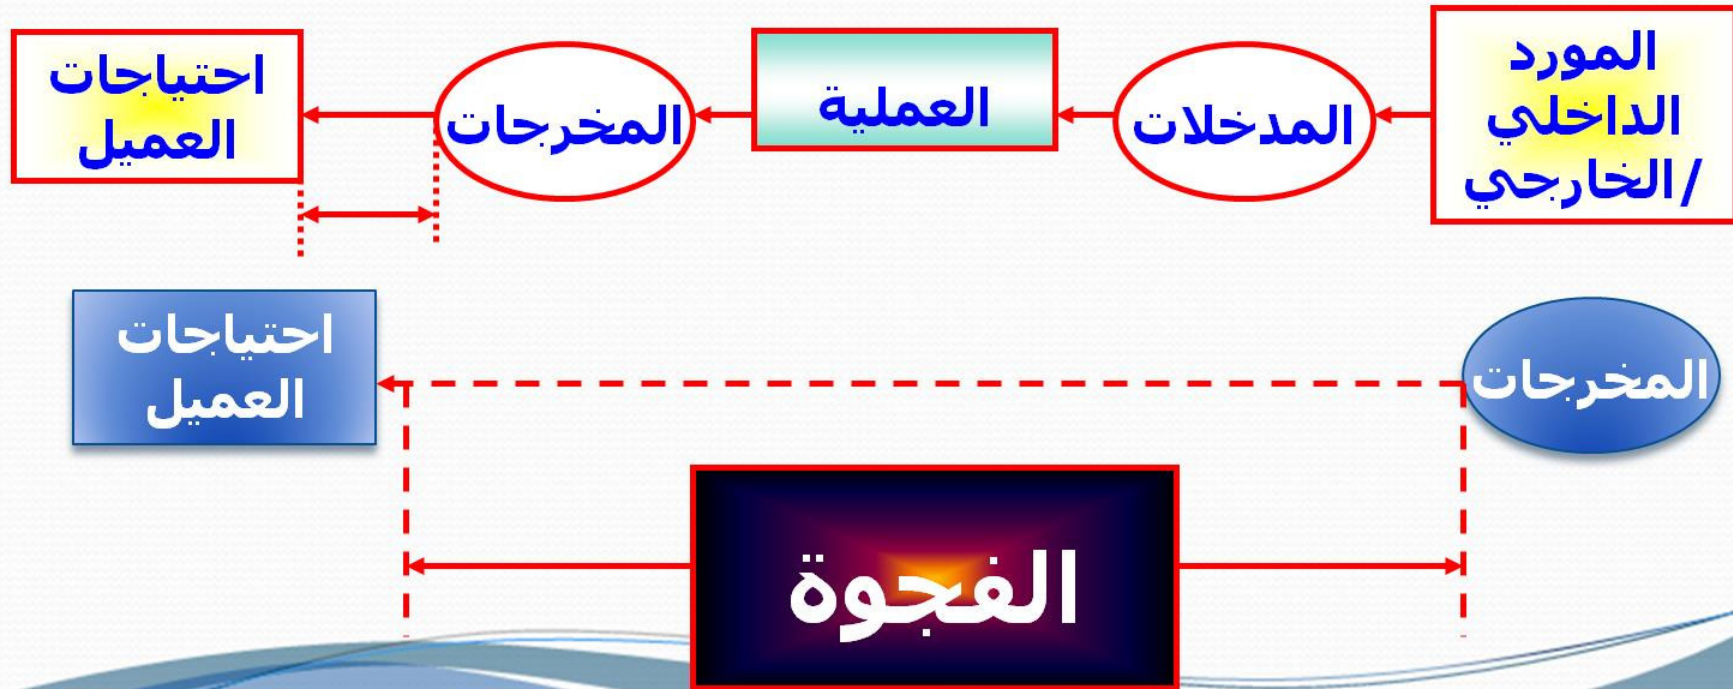 المورد
الداخلي
/الخارجي
المدخلات
العملية
المخرجات
احتياجات
العميل
المخرجات
احتياجات
العميل
الفجوة